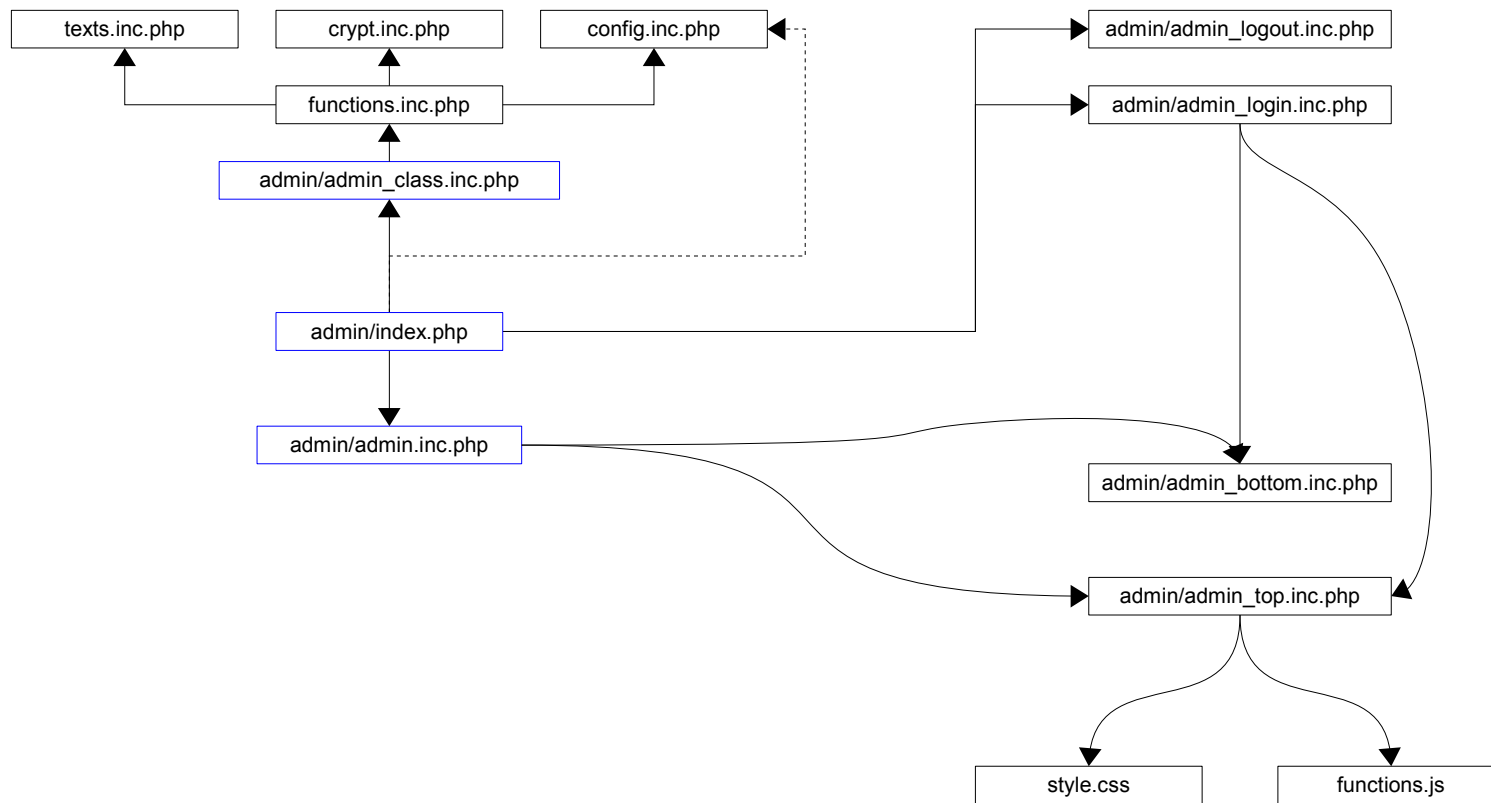 texts.inc.php
crypt.inc.php
config.inc.php
admin/admin_logout.inc.php
functions.inc.php
admin/admin_login.inc.php
admin/admin_class.inc.php
admin/index.php
admin/admin.inc.php
admin/admin_bottom.inc.php
admin/admin_top.inc.php
style.css
functions.js